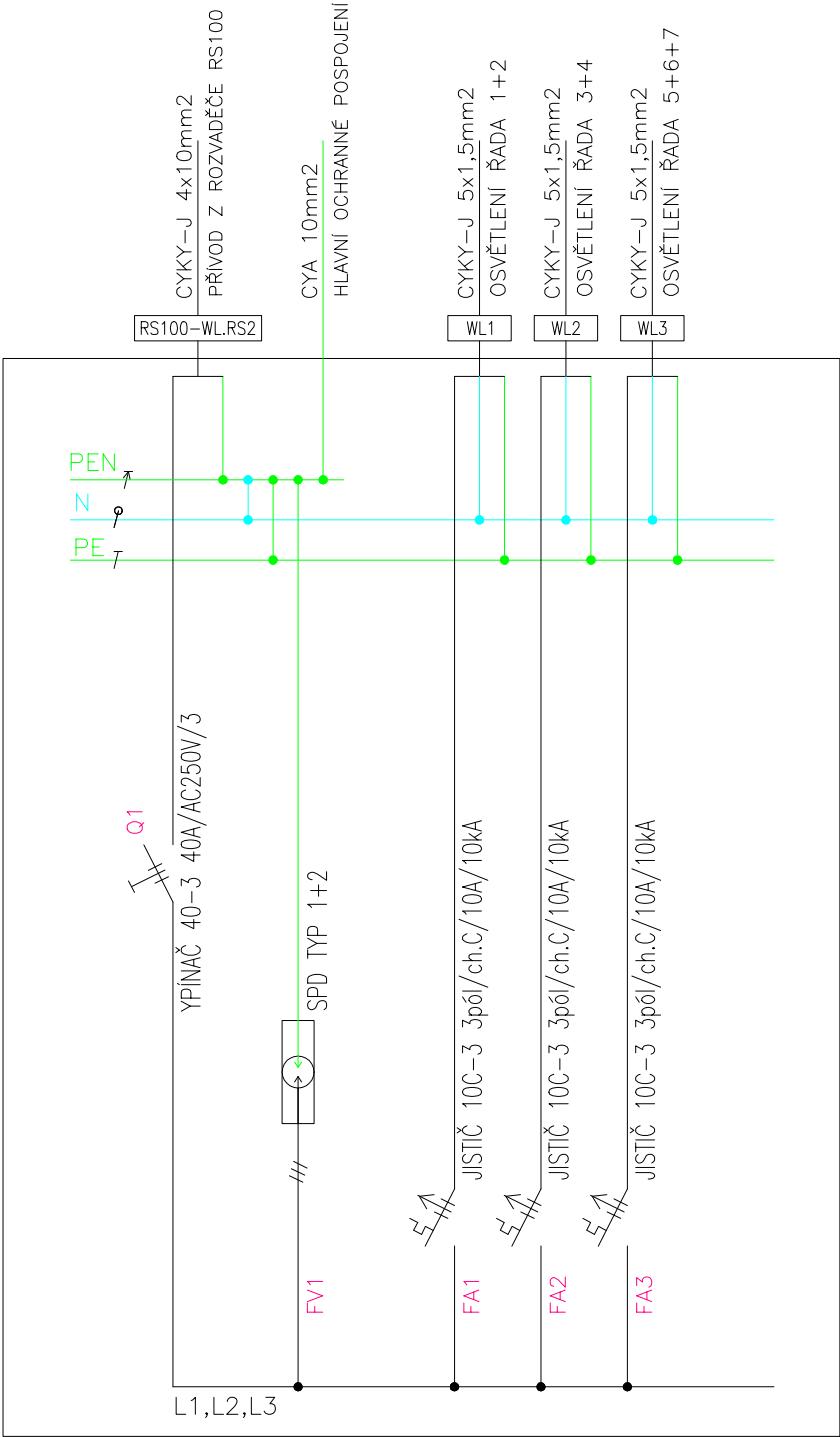 CYKY-J 4x10mm2
PŘÍVOD Z ROZVADĚČE RS100
CYA 10mm2
HLAVNÍ OCHRANNÉ POSPOJENÍ
CYKY-J 5x1,5mm2
OSVĚTLENÍ ŘADA 1+2
CYKY-J 5x1,5mm2
OSVĚTLENÍ ŘADA 3+4
CYKY-J 5x1,5mm2
OSVĚTLENÍ ŘADA 5+6+7
RS100-WL.RS2
WL1
WL2
WL3
PEN
N
PE
Q1
YPÍNAČ 40-3 40A/AC250V/3
SPD TYP 1+2
JISTIČ 10C-3 3pól/ch.C/10A/10kA
JISTIČ 10C-3 3pól/ch.C/10A/10kA
JISTIČ 10C-3 3pól/ch.C/10A/10kA
FV1
FA1
FA2
FA3
L1,L2,L3